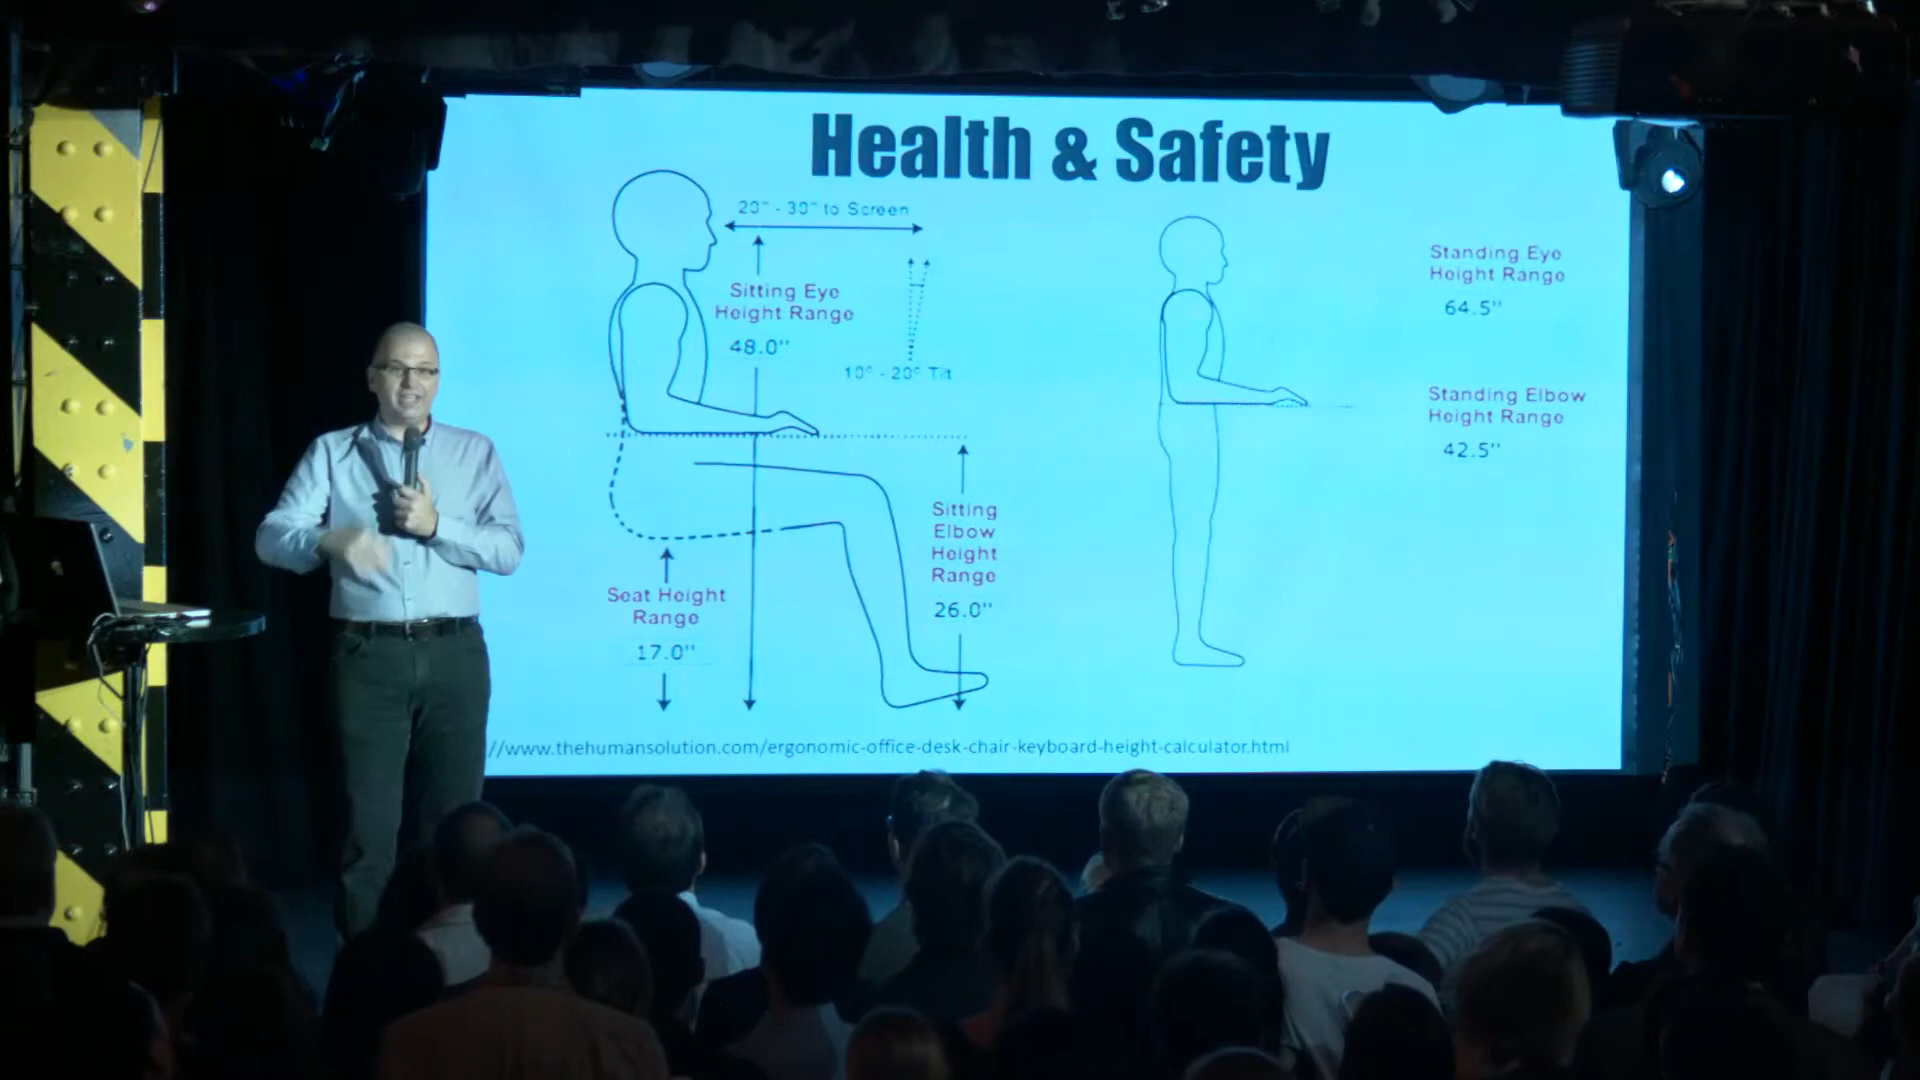 Health & Safety
20" - 30" to Screen
Sitting Eye
Height Range
48.0"
10° - 20° Tilt
Seat Height
Range
17.0"
Sitting
Elbow
Height
Range
26.0"
Standing Eye
Height Range
64.5"
Standing Elbow
Height Range
42.5"
//www.thehumansolution.com/ergonomic-office-desk-chair-keyboard-height-calculator.html